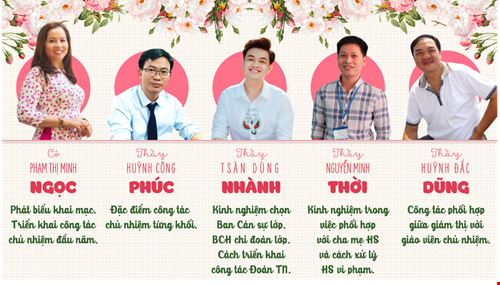 Cô
PHẠM THỊ MINH
NGỌC
Phát biểu khai mạc.
Triển khai công tác
chủ nhiệm đầu năm.
Thầy
HUỲNH CÔNG
PHÚC
Đặc điểm công tác
chủ nhiệm từng khối.
Thầy
TSÀN DÙNG
NHÀNH
Kinh nghiệm chọn
Ban Cán sự lớp,
BCH chi đoàn lớp.
Cách triển khai
công tác Đoàn TN.
Thầy
NGUYỄN MINH
THỜI
Kinh nghiệm trong
việc phối hợp
với cha mẹ HS
và cách xử lý
HS vi phạm.
Thầy
HUỲNH ĐẮC
DŨNG
Công tác phối hợp
giữa giám thị với
giáo viên chủ nhiệm.